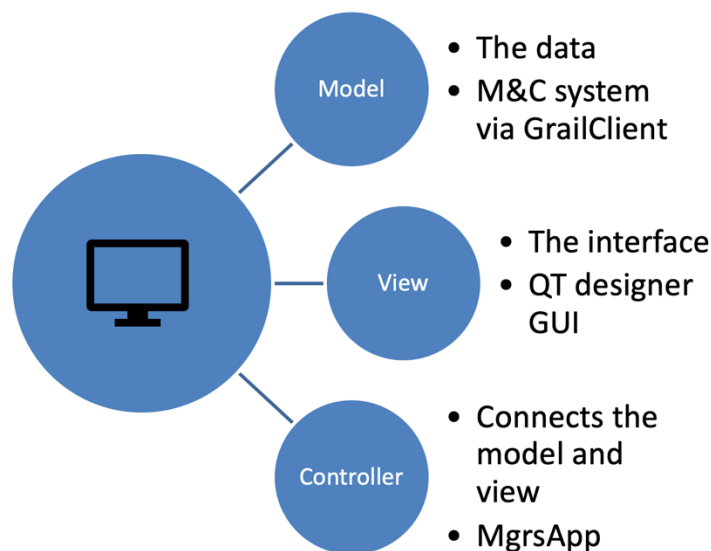 Model
• The data
• M&C system
via GrailClient
View
• The interface
• QT designer
GUI
Controller
• Connects the
model and
view
• MgrsApp